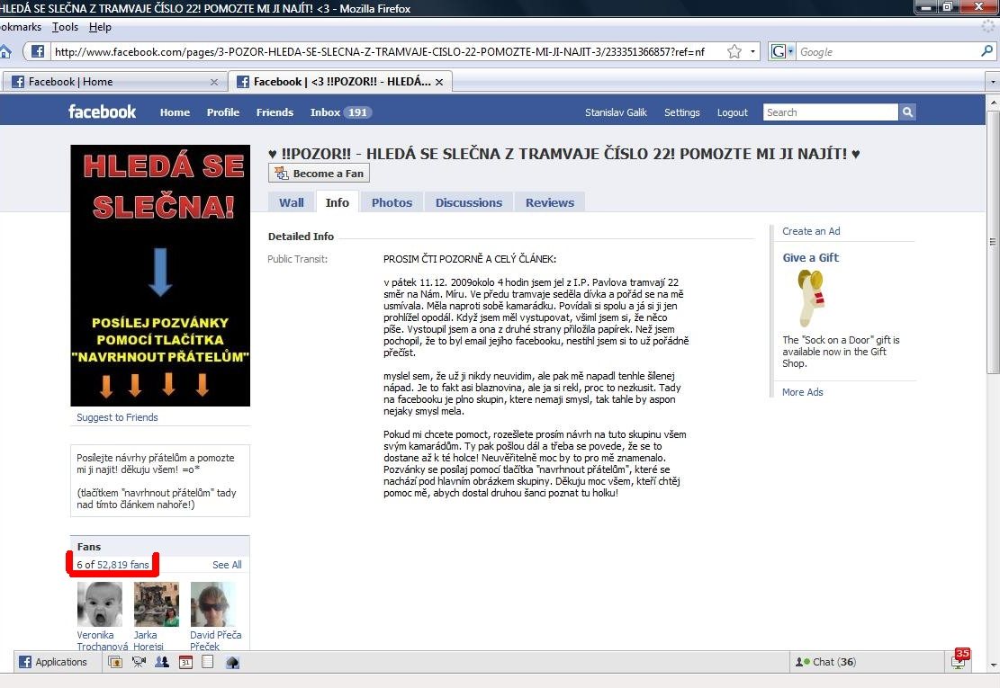 HLEDÁ SE SLEČNA Z TRAMVAJE ČÍSLO 22! POMOZTE MI JI NAJÍT! <3 - Mozilla Firefox
okmarks Tools Help
http://www.facebook.com/pages/3-POZOR-HLEDA-SE-SLECNA-Z-TRAMVAJE-CISLO-22-POMOZTE-MI-JI-NAJIT-3/233351366857?ref=nf
G Google
Facebook | Home
Facebook | <3 !!POZOR!! - HLEDÁ...
facebook Home Profile Friends Inbox 191 Stanislav Galik Settings Logout Search
♥ !!POZOR!! - HLEDÁ SE SLEČNA Z TRAMVAJE ČÍSLO 22! POMOZTE MI JI NAJÍT! ♥
Become a Fan
Wall Info Photos Discussions Reviews
HLEDÁ SE
SLEČNA!
POSÍLEJ POZVÁNKY
POMOCÍ TLAČÍTKA
"NAVRHNOUT PŘÁTELŮM"
Suggest to Friends
Posílejte návrhy přátelům a pomozte
mi ji najit! děkuju všem! =o*
(tlačítkem "navrhnout přátelům" tady
nad tímto článkem nahoře!)
Fans
6 of 52,819 fans See All
Veronika
Trochanová
Jarka
Horejsi
David Přeča
Přeček
Detailed Info
Public Transit:
PROSIM ČTI POZORNĚ A CELÝ ČLÁNEK:
v pátek 11.12. 2009okolo 4 hodin jsem jel z I.P. Pavlova tramvají 22
směr na Nám. Míru. Ve předu tramvaje seděla dívka a pořád se na mě
usmívala. Měla naproti sobě kamarádku. Povídali si spolu a já si ji jen
prohlížel opodál. Když jsem měl vystupovat, všiml jsem si, že něco
píše. Vystoupil jsem a ona z druhé strany přiložila papírek. Než jsem
pochopil, že to byl email jejího facebooku, nestihl jsem si to už pořádně
přečíst.
myslel sem, že už ji nikdy neuvidim, ale pak mě napadl tenhle šílenej
nápad. Je to fakt asi blaznovina, ale ja si rekl, proc to nezkusit. Tady
na facebooku je plno skupin, ktere nemaji smysl, tak tahle by aspon
nejaky smysl mela.
Pokud mi chcete pomoct, rozešlete prosím návrh na tuto skupinu všem
svým kamarádům. Ty pak pošlou dál a třeba se povede, že se to
dostane až k té holce! Neuvěřitelně moc by to pro mě znamenalo.
Pozvánky se posílaj pomocí tlačítka "navrhnout přátelům", které se
nachází pod hlavním obrázkem skupiny. Děkuju moc všem, kteří chtěj
pomoc mě, abych dostal druhou šanci poznat tu holku!
Create an Ad
Give a Gift
The "Sock on a Door" gift is
available now in the Gift
Shop.
More Ads
Applications 31 Chat (36) 35